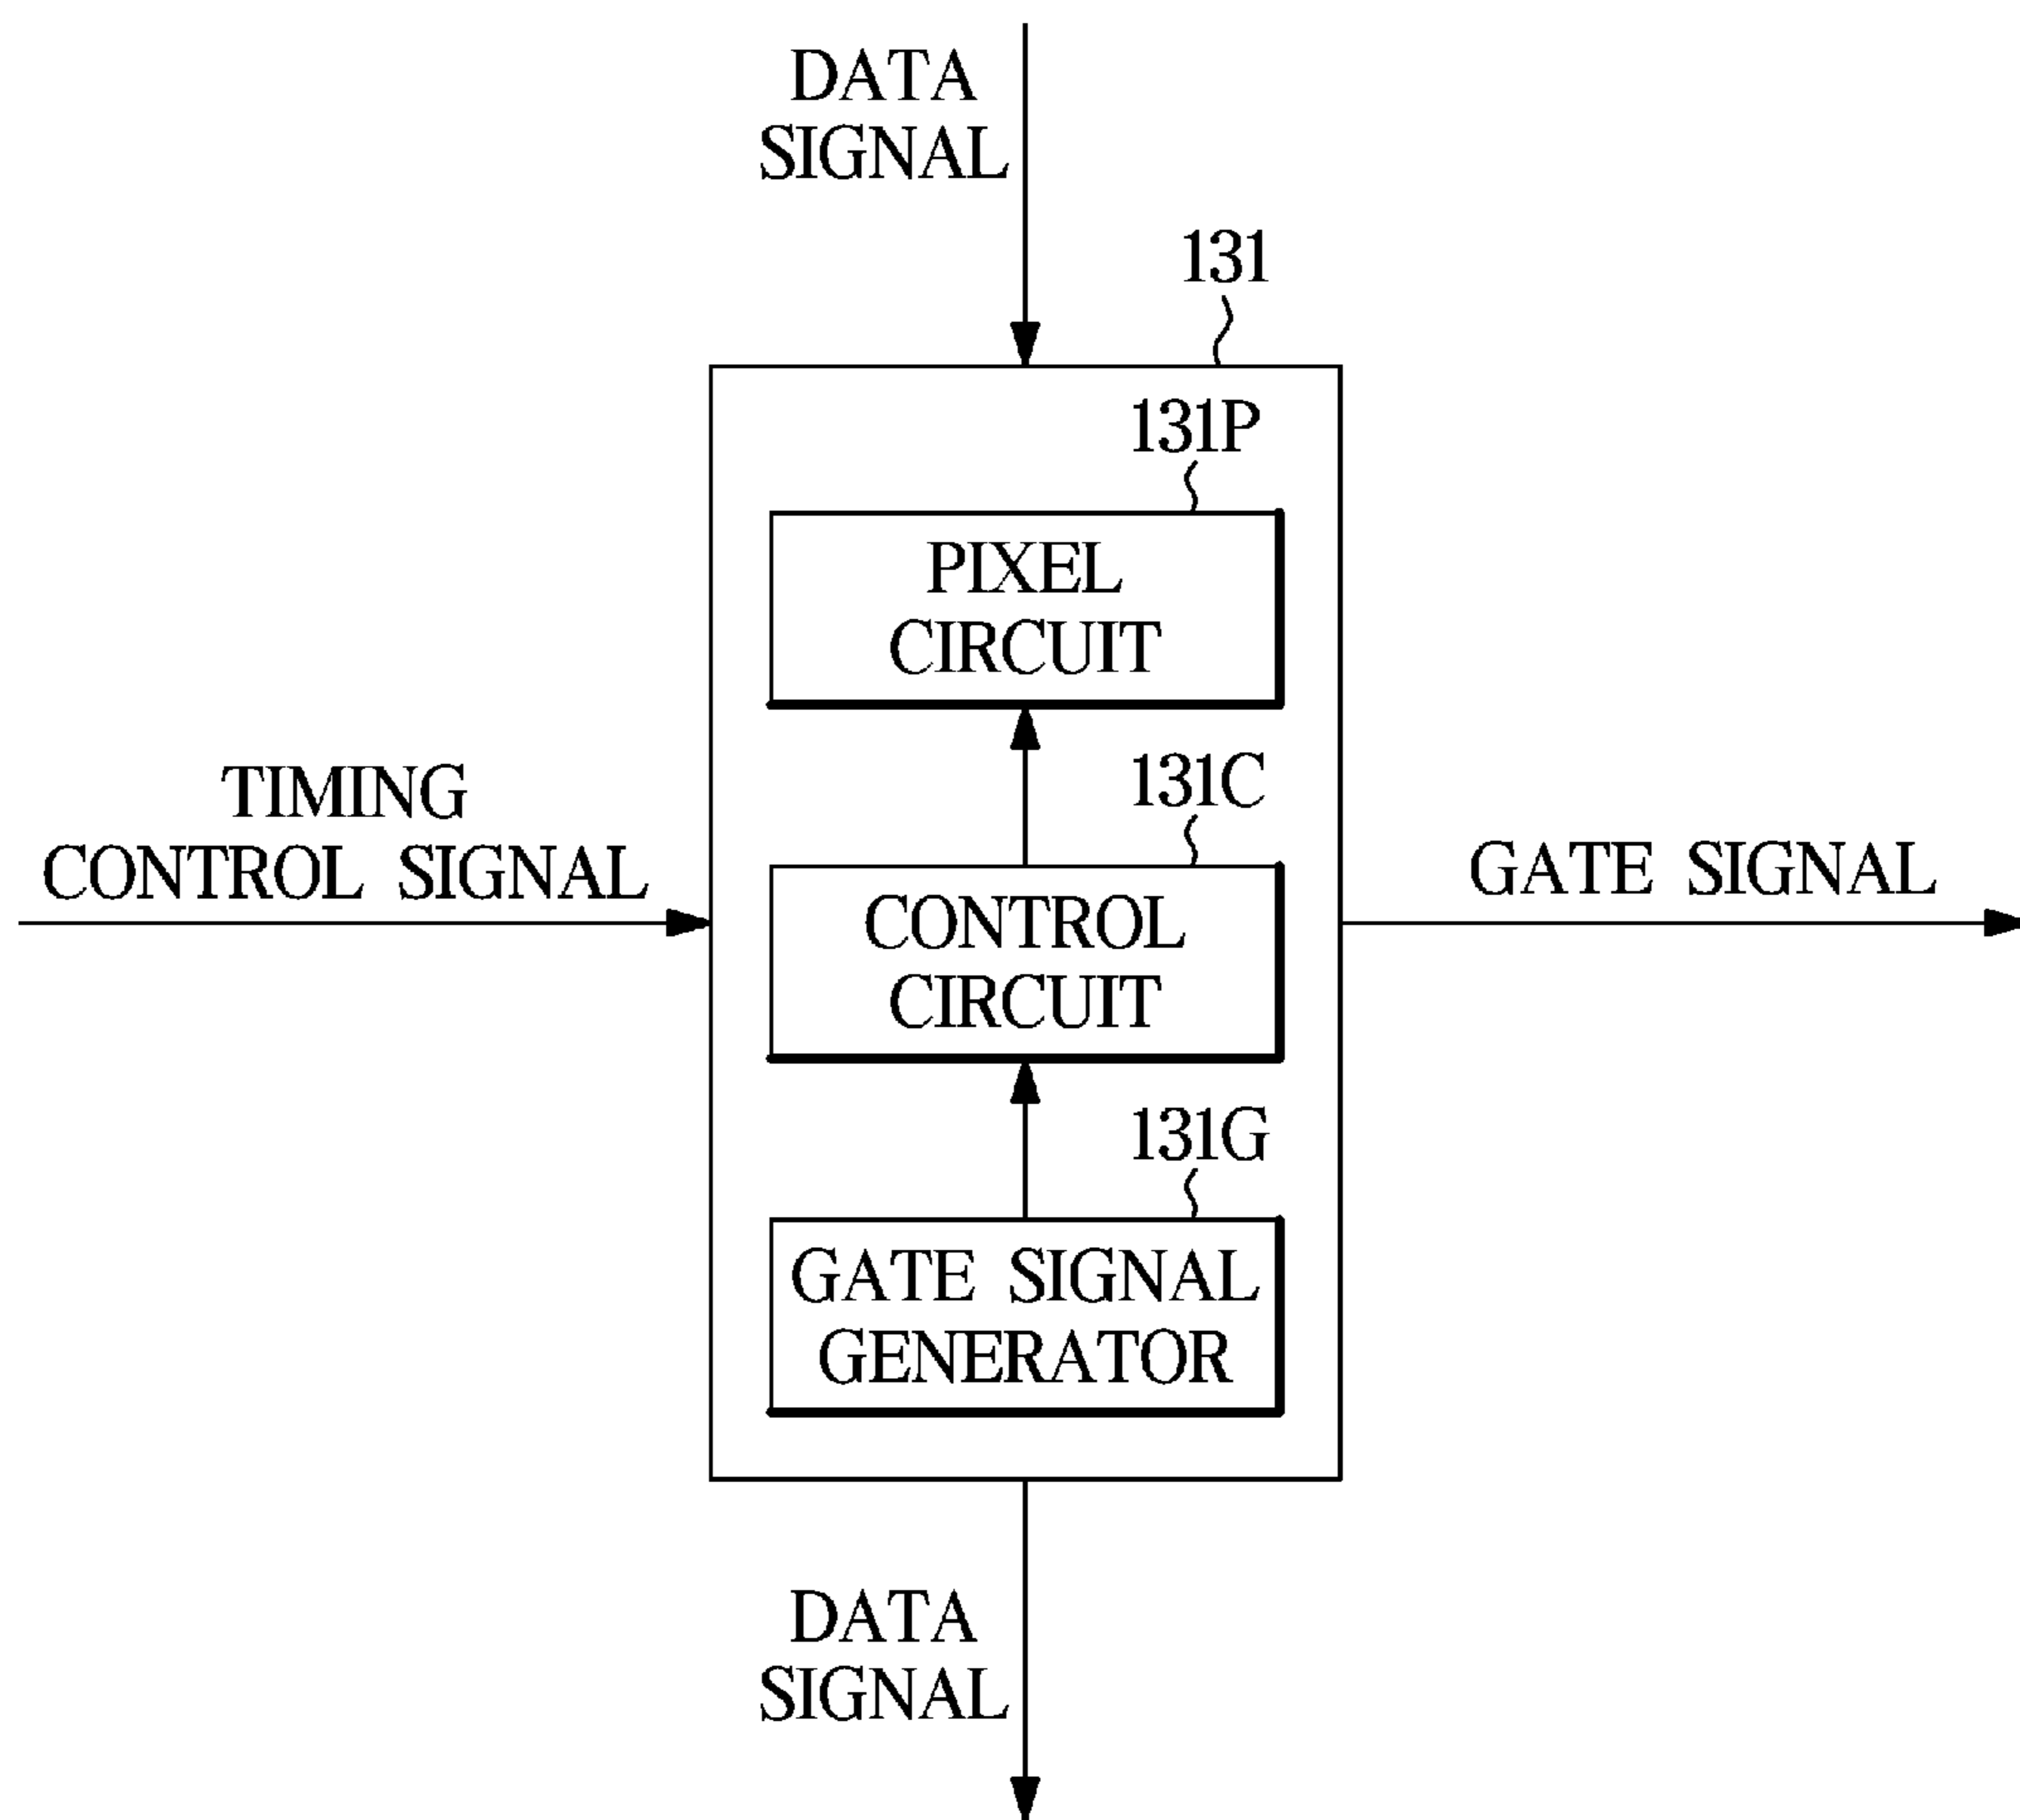 DATA
SIGNAL
131
131P
PIXEL
CIRCUIT
TIMING
CONTROL SIGNAL
131C
CONTROL
CIRCUIT
GATE SIGNAL
131G
GATE SIGNAL
GENERATOR
DATA
SIGNAL